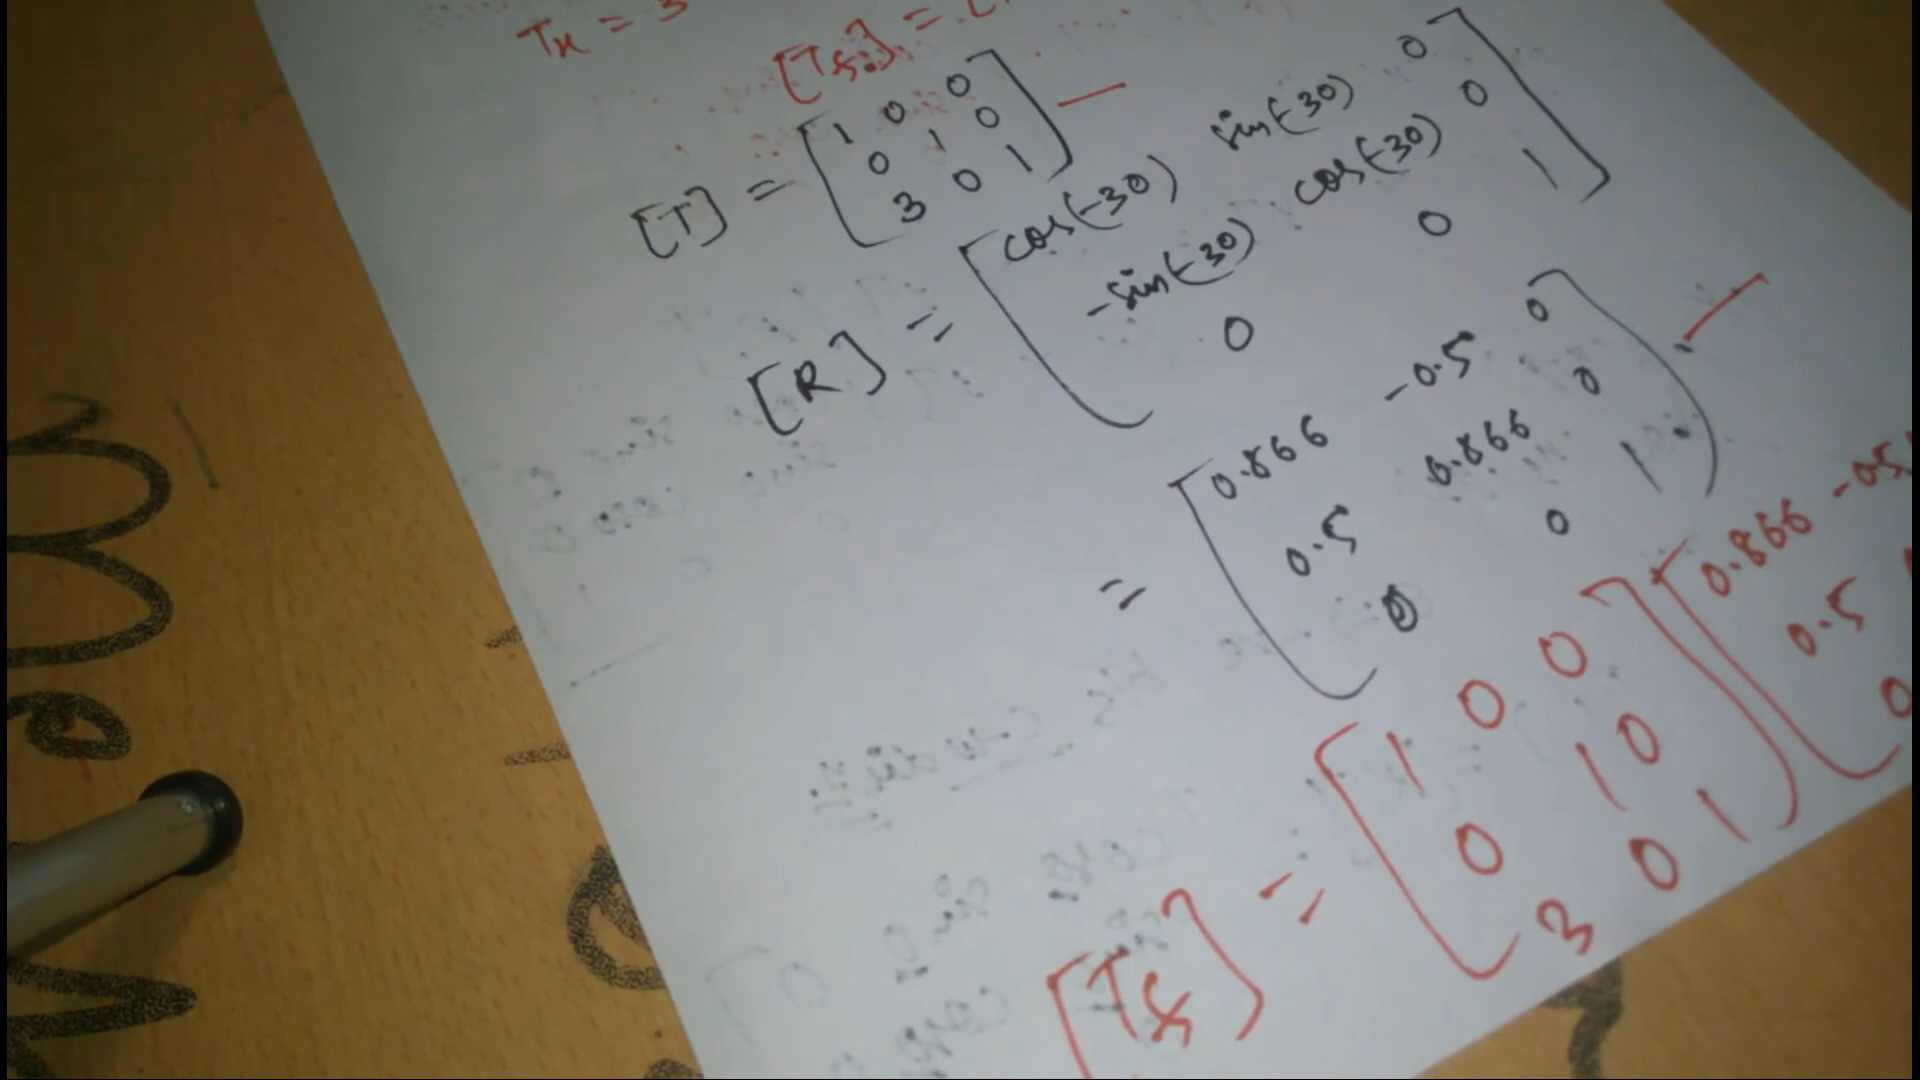 Tx = 3
[Ts] =
[T] = [1 0 0
0 1 0
3 0 1]
[R] = [cos(-30) sin(-30) 0
-sin(-30) cos(-30) 0
0 0 1]
= [0.866 -0.5 0
0.5 0.866 0
0 0 1]
[Ts] = [1 0 0] [0.866 -0.5
0 1 0 0.5
3 0 1 0